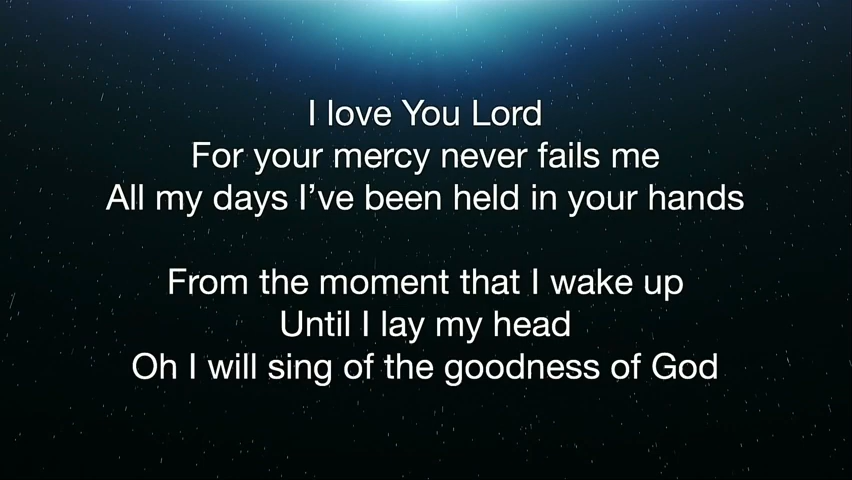 I love You Lord
For your mercy never fails me
All my days I’ve been held in your hands
From the moment that I wake up
Until I lay my head
Oh I will sing of the goodness of God